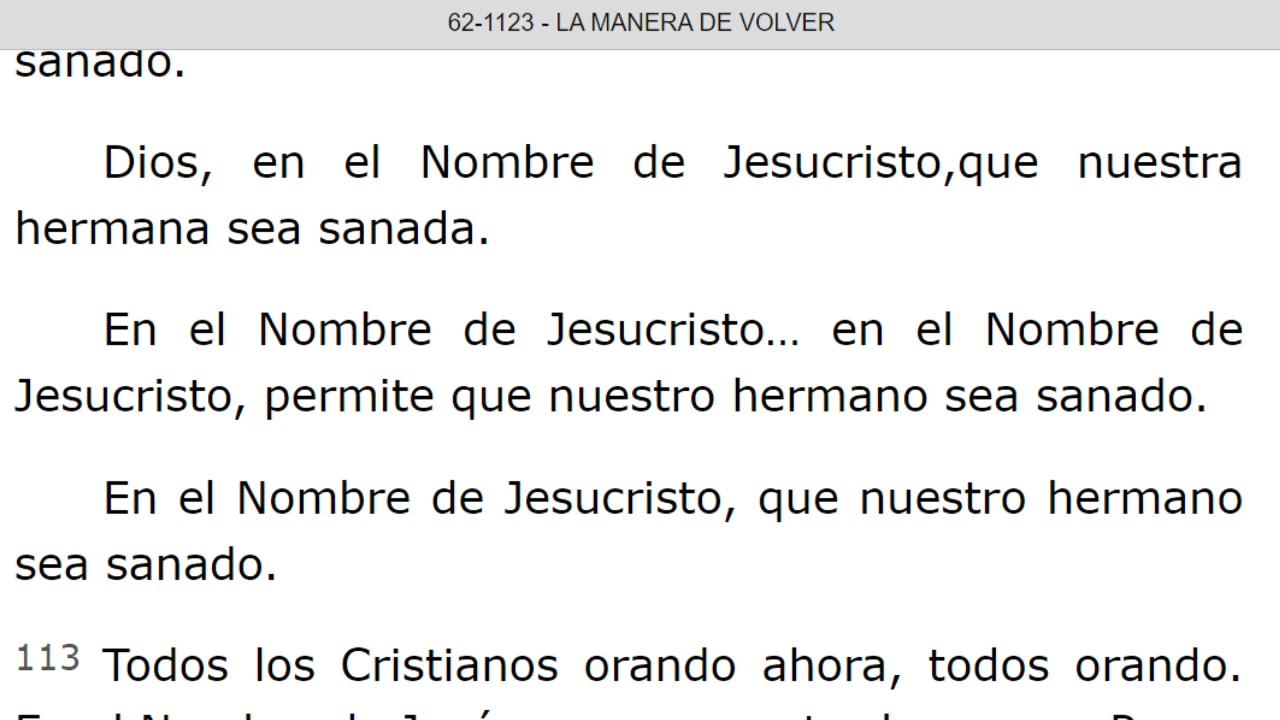 62-1123 - LA MANERA DE VOLVER
sanado.
Dios, en el Nombre de Jesucristo,que nuestra
hermana sea sanada.
En el Nombre de Jesucristo... en el Nombre de
Jesucristo, permite que nuestro hermano sea sanado.
En el Nombre de Jesucristo, que nuestro hermano
sea sanado.
113 Todos los Cristianos orando ahora, todos orando.